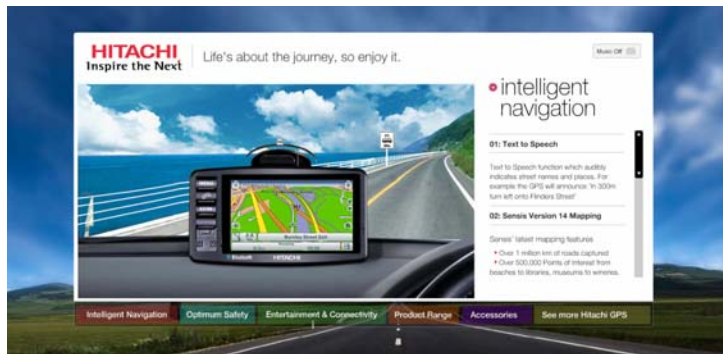 HITACHI
Inspire the Next
Life's about the journey, so enjoy it.
Music Off
intelligent
navigation
01: Text to Speech
Text to Speech function which audibly
indicates street names and places. For
example the GPS will announce 'In 300m
turn left onto Flinders Street'
02: Sensis Version 14 Mapping
Sensis' latest mapping features
Over 1 million km of roads captured
Over 500,000 Points of Interest from
beaches to libraries, museums to wineries.
MENU
Bluetooth
HITACHI
Intelligent Navigation
Optimum Safety
Entertainment & Connectivity
Product Range
Accessories
See more Hitachi GPS